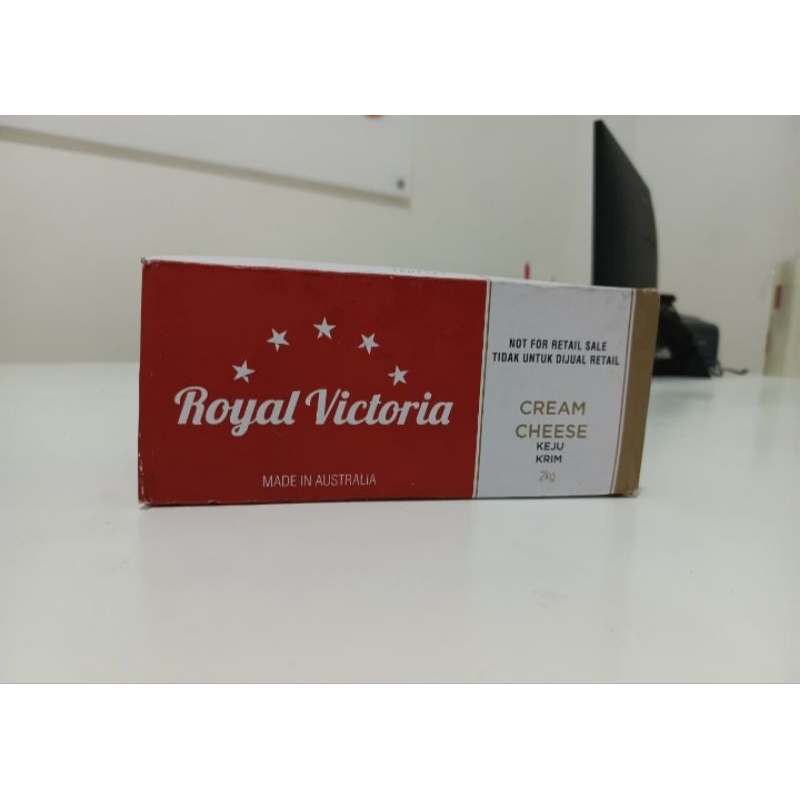 Royal Victoria
MADE IN AUSTRALIA
NOT FOR RETAIL SALE
TIDAK UNTUK DIJUAL RETAIL
CREAM
CHEESE
KEJU
KRIM
2kg